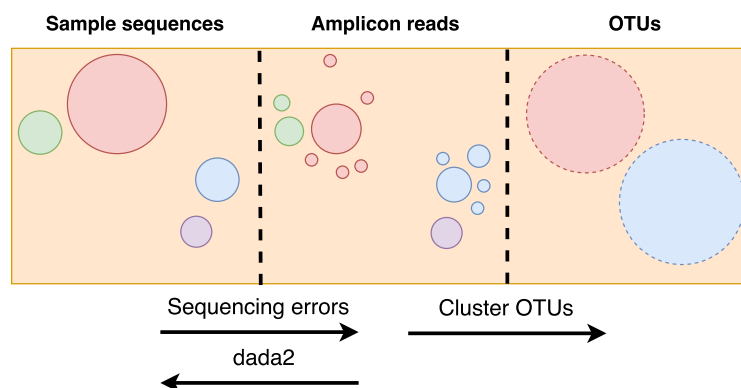 Sample sequences
Amplicon reads
OTUs
Sequencing errors
Cluster OTUs
dada2